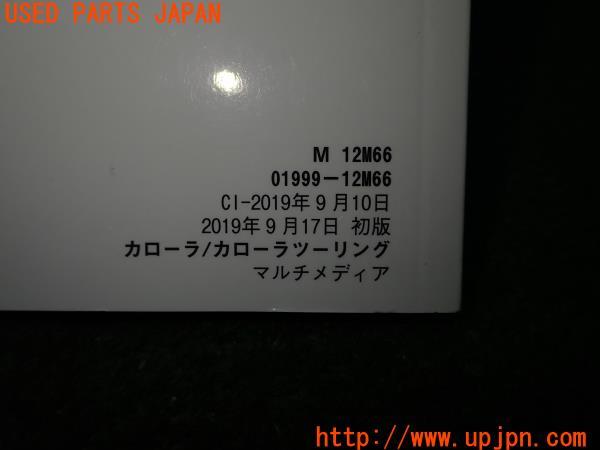 USED PARTS JAPAN
M 12M66
01999-12M66
CI-2019年9月10日
2019年9月17日 初版
カローラ/カローラツーリング
マルチメディア
http://www.upjpn.com